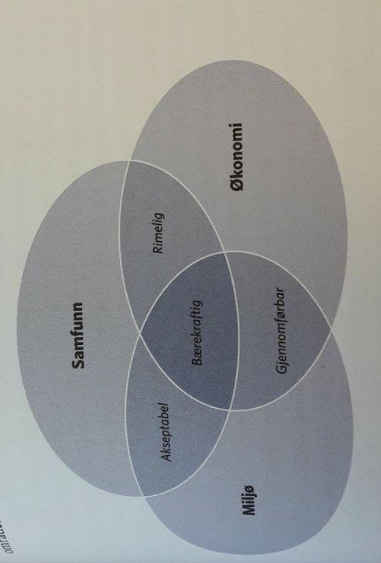 Samfunn
Akseptabel
Rimelig
Bærekraftig
Miljø
Gjennomførbar
Økonomi